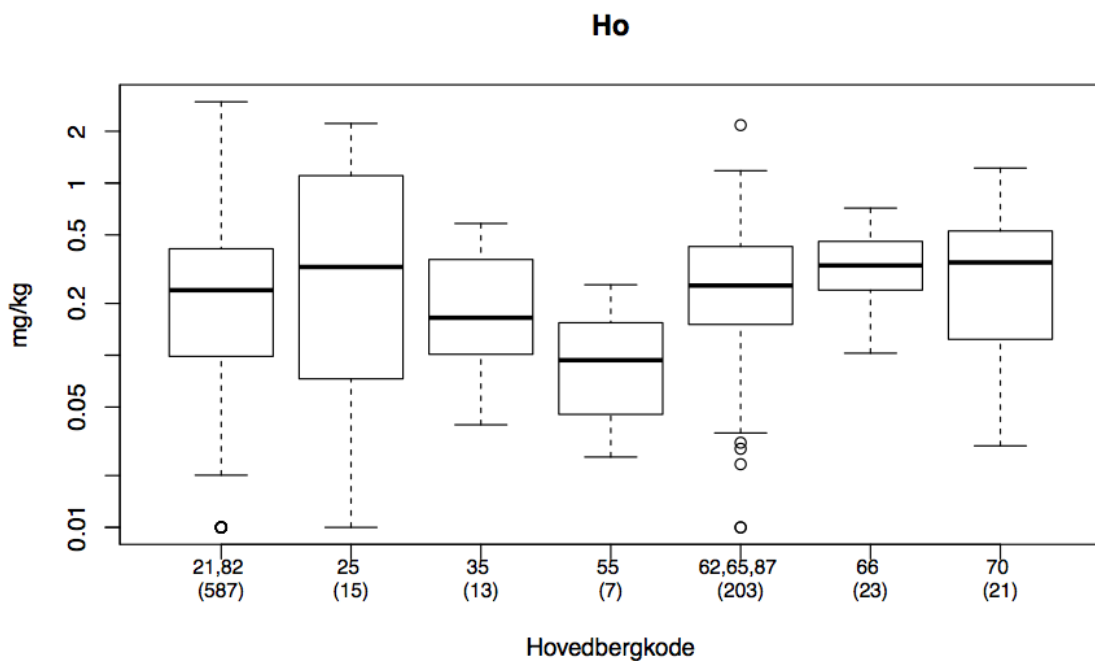 Ho
mg/kg
2
1
0.5
0.2
0.05
0.01
21,82 25 35 55 62,65,87 66 70
(587) (15) (13) (7) (203) (23) (21)
Hovedbergkode